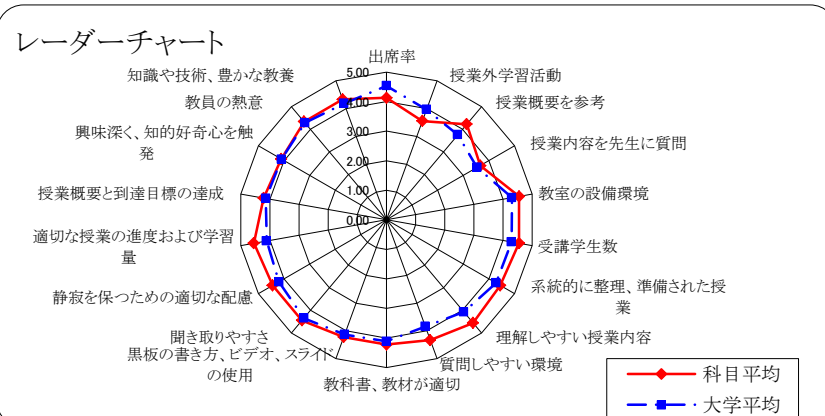 レーダーチャート
出席率
授業外学習活動
授業概要を参考
授業内容を先生に質問
教室の設備環境
受講学生数
系統的に整理、準備された授
業
理解しやすい授業内容
質問しやすい環境
教科書、教材が適切
黒板の書き方、ビデオ、スライド
の使用
聞き取りやすさ
静寂を保つための適切な配慮
適切な授業の進度および学習
量
授業概要と到達目標の達成
興味深く、知的好奇心を触
発
教員の熱意
知識や技術、豊かな教養
5.00
4.00
3.00
2.00
1.00
0.00
科目平均
大学平均